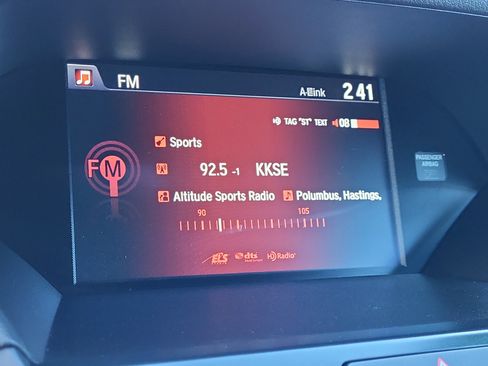 FM
A-Link 2:41
TAG "ST" TEXT 08
Sports
FM 92.5 -1 KKSE
Altitude Sports Radio Polumbus, Hastings,
90 105
ELS dts HD Radio
PASSENGER
AIRBAG